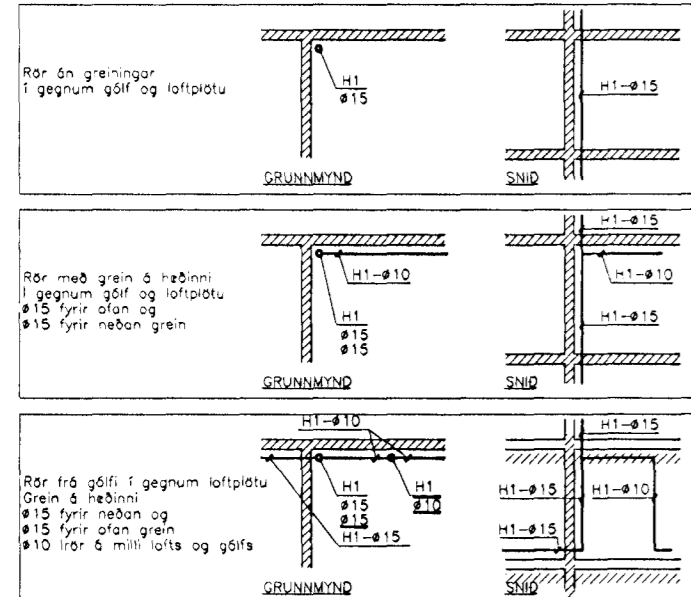 Rör án greiningar
í gegnum gólf og loftplötu
H1
ø15
GRUNNMYND
H1-ø15
SNIÐ
Rör með grein á hæðinni
í gegnum gólf og loftplötu
ø15 fyrir ofan og
ø15 fyrir neðan grein
H1-ø10
H1
ø15
ø15
GRUNNMYND
H1-ø15
H1-ø10
H1-ø15
SNIÐ
Rör frá gólfi í gegnum loftplötu
Grein á hæðinni
ø15 fyrir neðan og
ø15 fyrir ofan grein
ø10 á milli lofts og gólfs
H1-ø10
H1
ø15
ø15
H1
ø10
H1-ø15
GRUNNMYND
H1-ø15
H1-ø15
H1-ø10
H1-ø15
SNIÐ